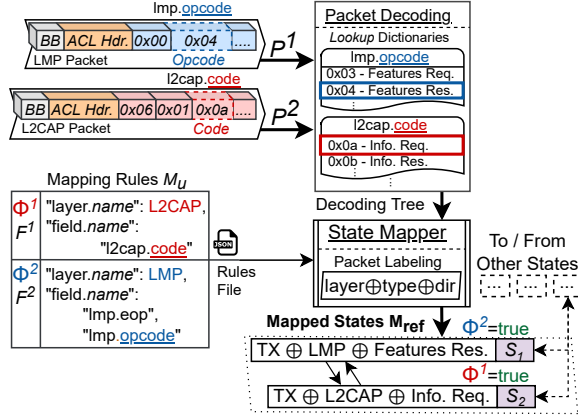 lmp.opcode
BB ACL Hdr. 0x00 0x04 ....
LMP Packet Opcode
P1
l2cap.code
BB ACL Hdr. 0x06 0x01 0x0a ....
L2CAP Packet Code
P2
Packet Decoding
Lookup Dictionaries
lmp.opcode
0x03 - Features Req.
0x04 - Features Res.
⋮
l2cap.code
0x0a - Info. Req.
0x0b - Info. Res.
⋮
Decoding Tree
Mapping Rules Mu
Φ1 "layer.name": L2CAP,
F1 "field.name":
"l2cap.code"
Φ2 "layer.name": LMP,
F2 "field.name":
"lmp.eop",
"lmp.opcode"
JSON
Rules
File
State Mapper
Packet Labeling
layer⊕type⊕dir
To / From
Other States
... ... ...
Mapped States Mref
Φ2=true
TX ⊕ LMP ⊕ Features Res. S1
Φ1=true
TX ⊕ L2CAP ⊕ Info. Req. S2